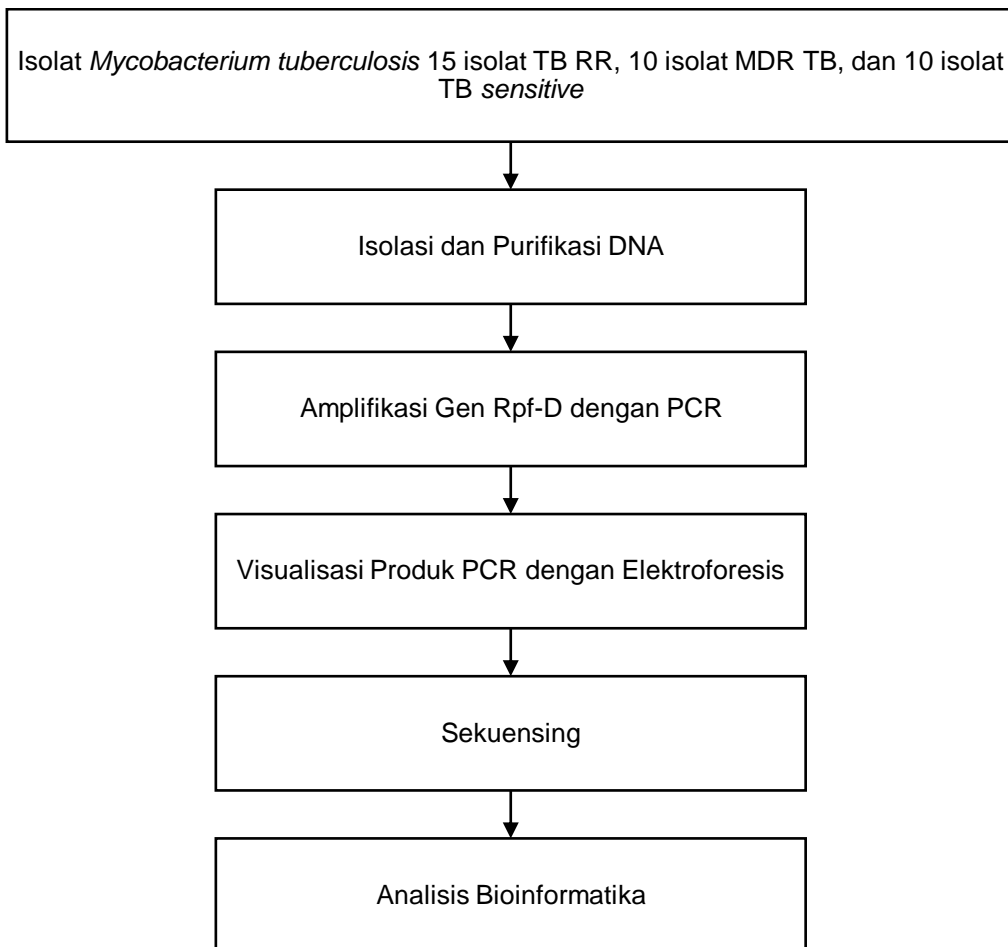 Isolat Mycobacterium tuberculosis 15 isolat TB RR, 10 isolat MDR TB, dan 10 isolat
TB sensitive
Isolasi dan Purifikasi DNA
Amplifikasi Gen Rpf-D dengan PCR
Visualisasi Produk PCR dengan Elektroforesis
Sekuensing
Analisis Bioinformatika